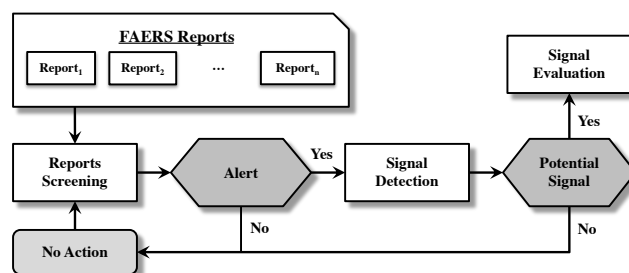 FAERS Reports
Report1 Report2 ... Reportn
Signal
Evaluation
Yes
Reports
Screening
Alert
Yes
Signal
Detection
Potential
Signal
No
No
No Action